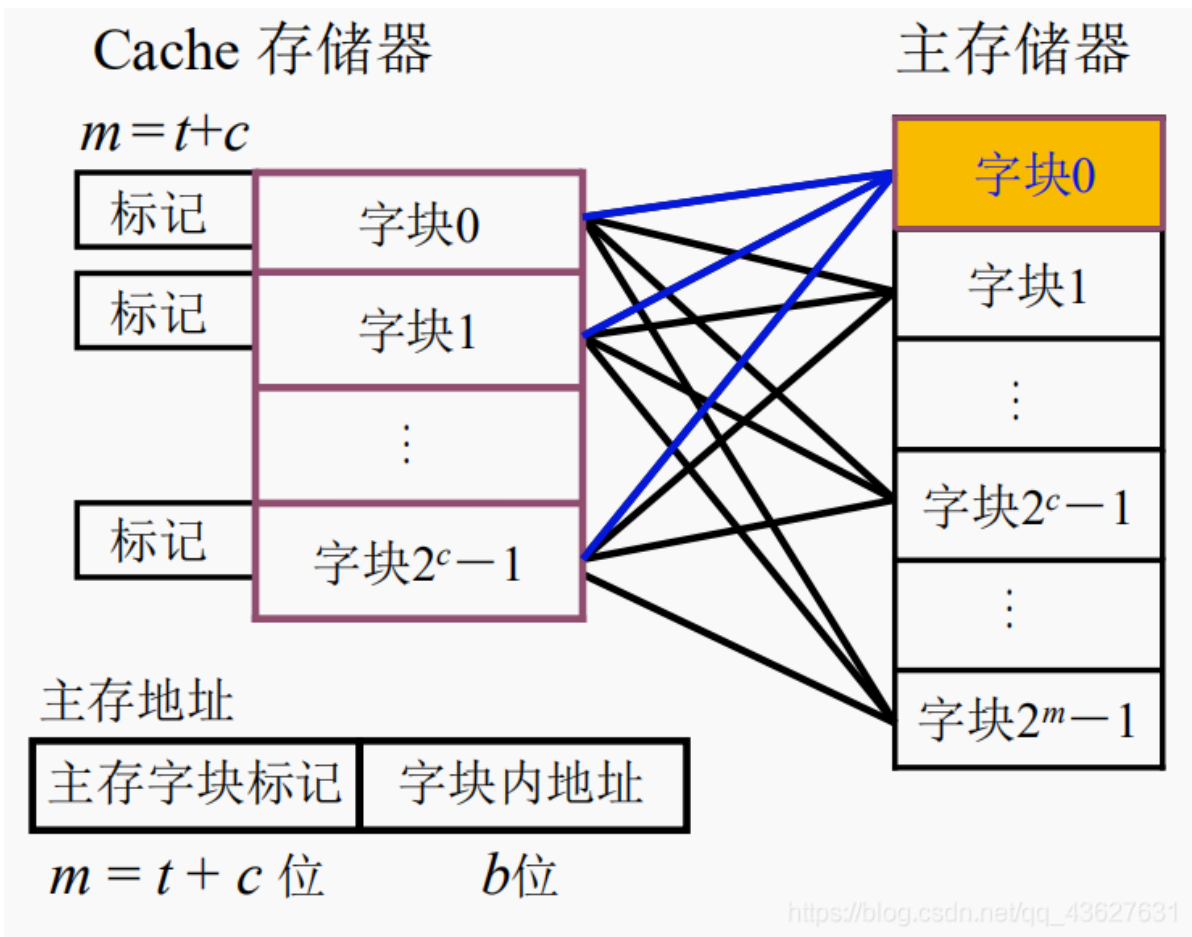 Cache 存储器
主存储器
m = t+c
标记
字块0
标记
字块1
⋮
标记
字块2ᶜ－1
字块0
字块1
⋮
字块2ᶜ－1
⋮
字块2ᵐ－1
主存地址
主存字块标记 字块内地址
m = t + c 位 b位
https://blog.csdn.net/qq_43627631